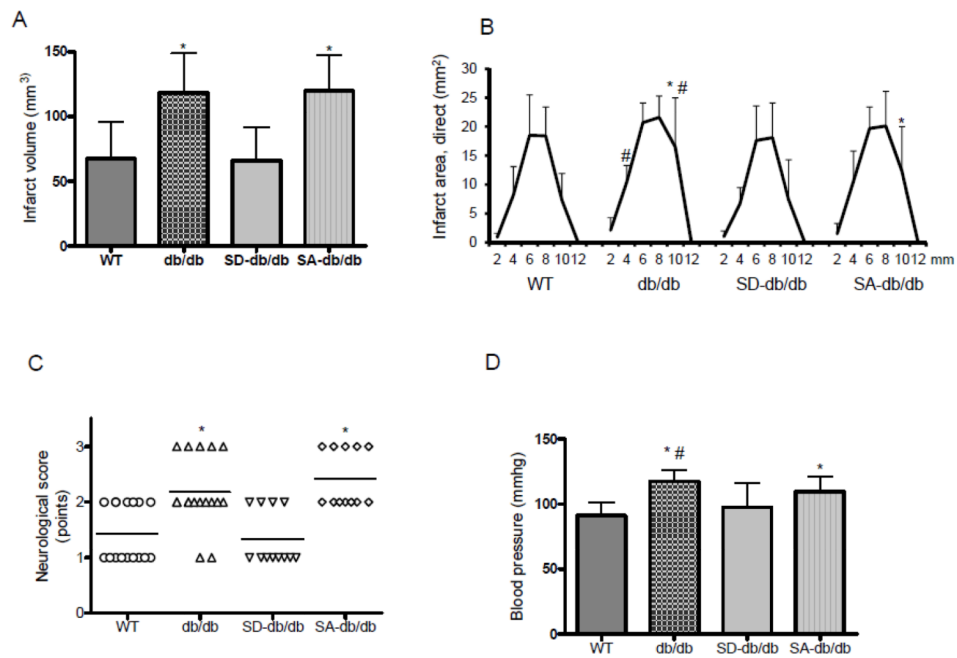 A
Infarct volume (mm3)
150
100
50
0
*
*
WT
db/db
SD-db/db
SA-db/db
B
Infarct area, direct (mm2)
30
25
20
15
10
5
0
#
* #
*
2 4 6 8 10 12
2 4 6 8 10 12
2 4 6 8 10 12
2 4 6 8 10 12 mm
WT
db/db
SD-db/db
SA-db/db
C
Neurological score
(points)
3
2
1
0
*
*
WT
db/db
SD-db/db
SA-db/db
D
Blood pressure (mmhg)
150
100
50
0
* #
*
WT
db/db
SD-db/db
SA-db/db